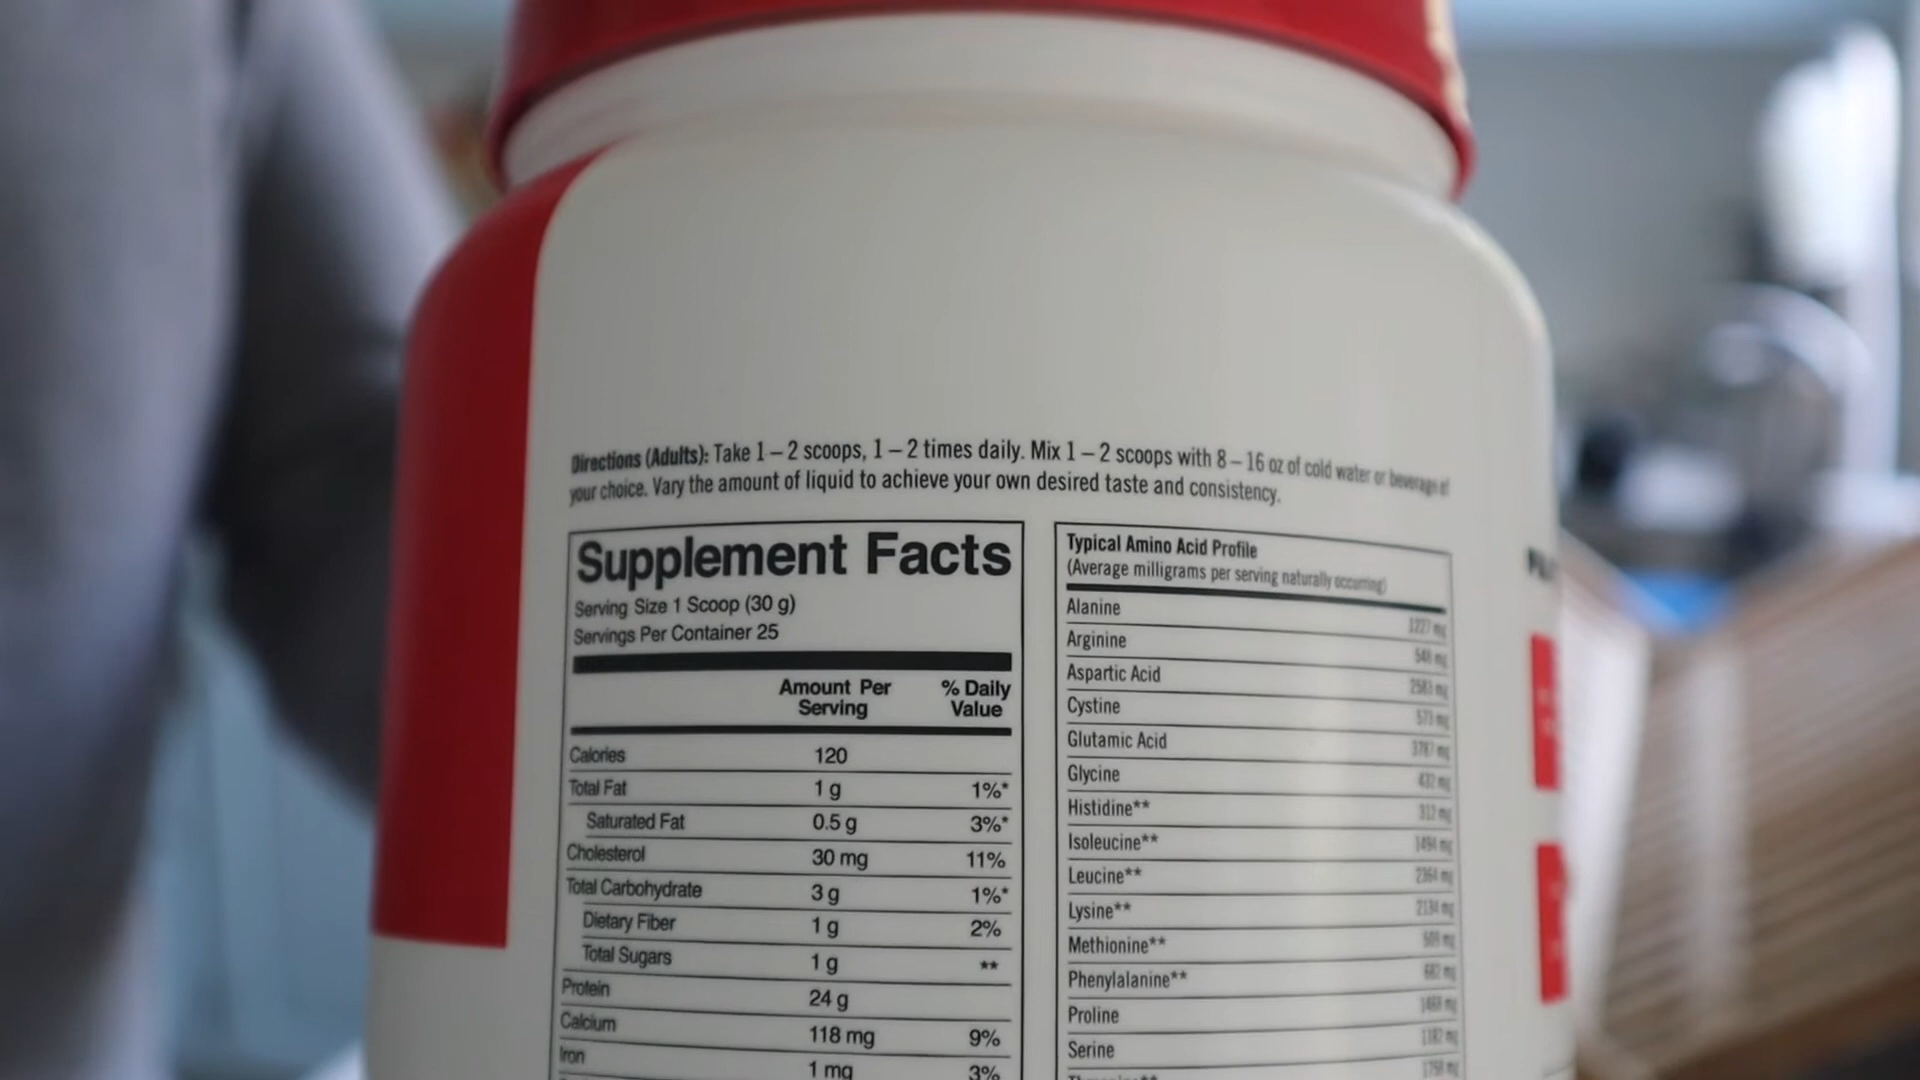 Directions (Adults): Take 1 – 2 scoops, 1 – 2 times daily. Mix 1 – 2 scoops with 8 – 16 oz of cold water or beverage of
your choice. Vary the amount of liquid to achieve your own desired taste and consistency.
Supplement Facts
Serving Size 1 Scoop (30 g)
Servings Per Container 25
Amount Per Serving % Daily Value
Calories 120
Total Fat 1 g 1%*
Saturated Fat 0.5 g 3%*
Cholesterol 30 mg 11%
Total Carbohydrate 3 g 1%*
Dietary Fiber 1 g 2%
Total Sugars 1 g **
Protein 24 g
Calcium 118 mg 9%
Iron 1 mg 3%
Typical Amino Acid Profile
(Average milligrams per serving naturally occurring)
Alanine
Arginine
Aspartic Acid
Cystine
Glutamic Acid
Glycine
Histidine**
Isoleucine**
Leucine**
Lysine**
Methionine**
Phenylalanine**
Proline
Serine